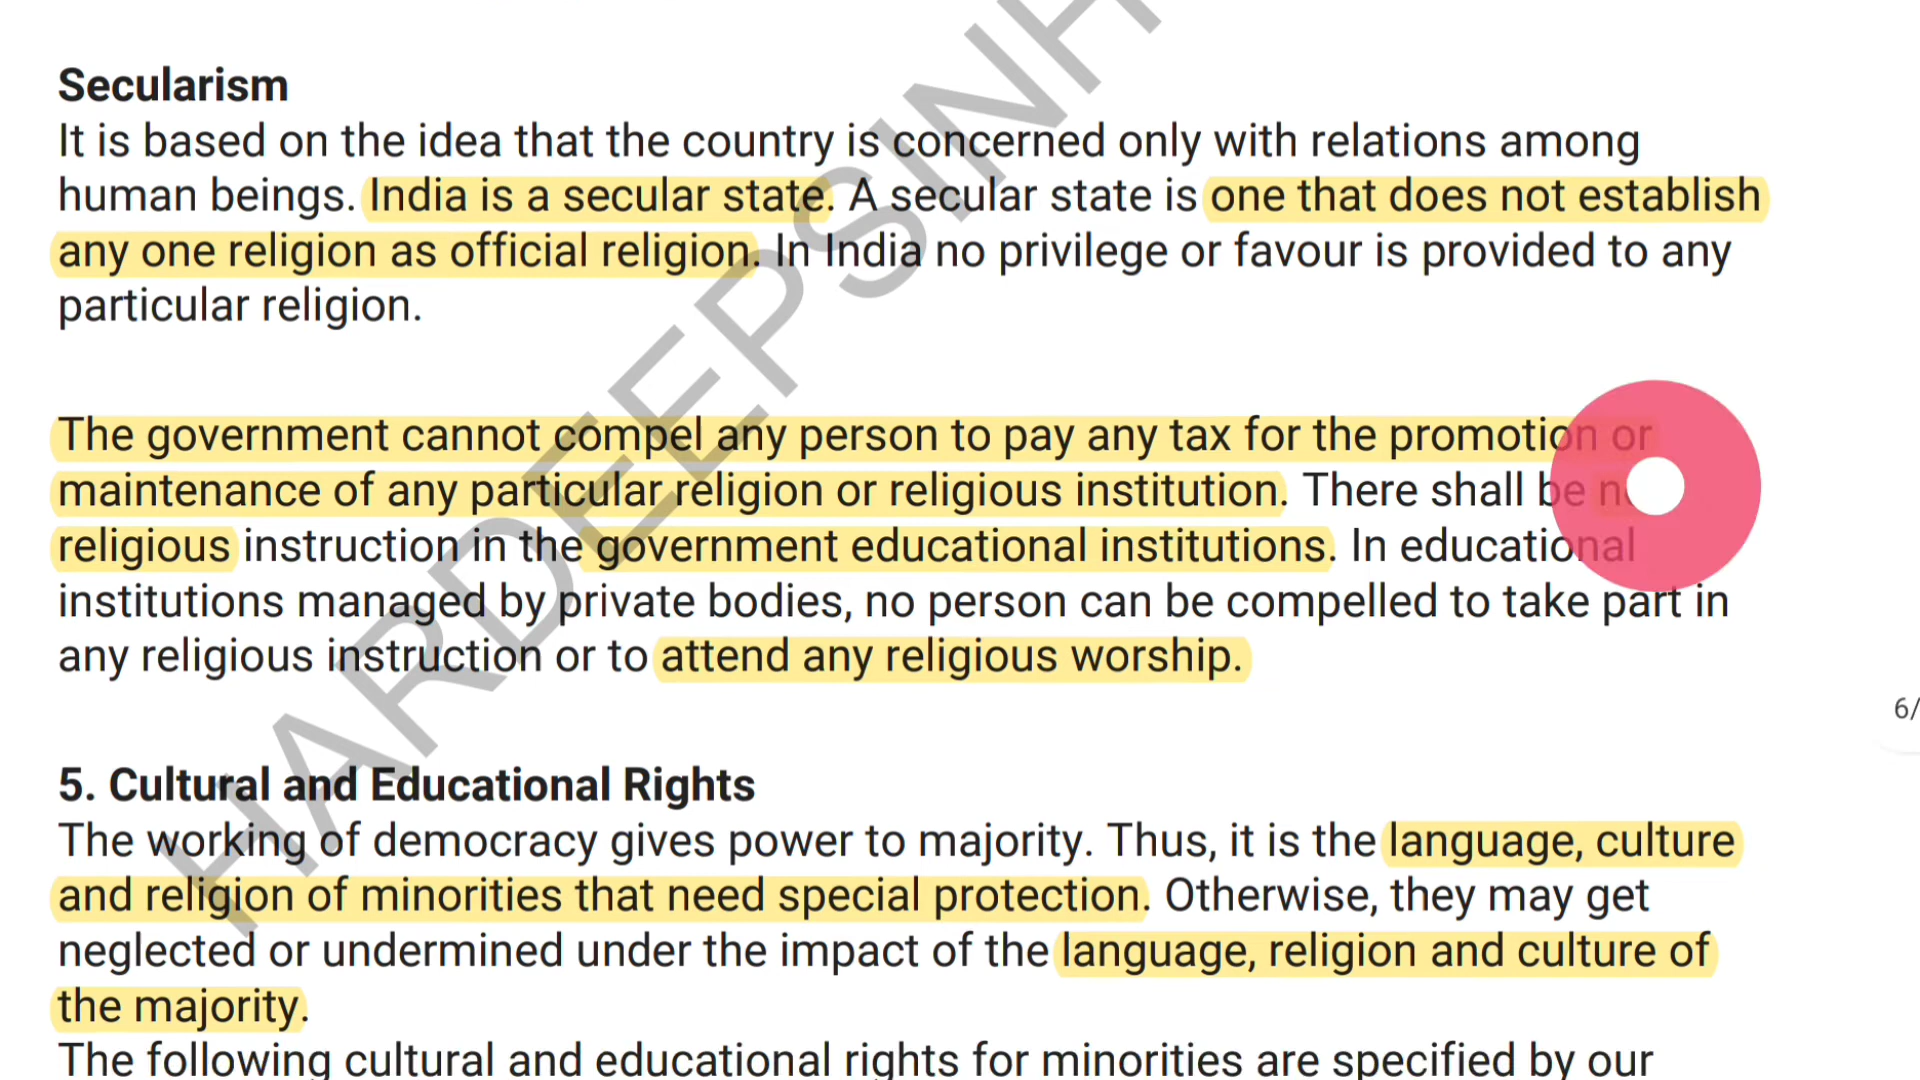 Secularism
It is based on the idea that the country is concerned only with relations among
human beings. India is a secular state. A secular state is one that does not establish
any one religion as official religion. In India no privilege or favour is provided to any
particular religion.
The government cannot compel any person to pay any tax for the promotion or
maintenance of any particular religion or religious institution. There shall be
religious instruction in the government educational institutions. In educational
institutions managed by private bodies, no person can be compelled to take part in
any religious instruction or to attend any religious worship.
5. Cultural and Educational Rights
The working of democracy gives power to majority. Thus, it is the language, culture
and religion of minorities that need special protection. Otherwise, they may get
neglected or undermined under the impact of the language, religion and culture of
the majority.
The following cultural and educational rights for minorities are specified by our
6/
HARDEEPSINH